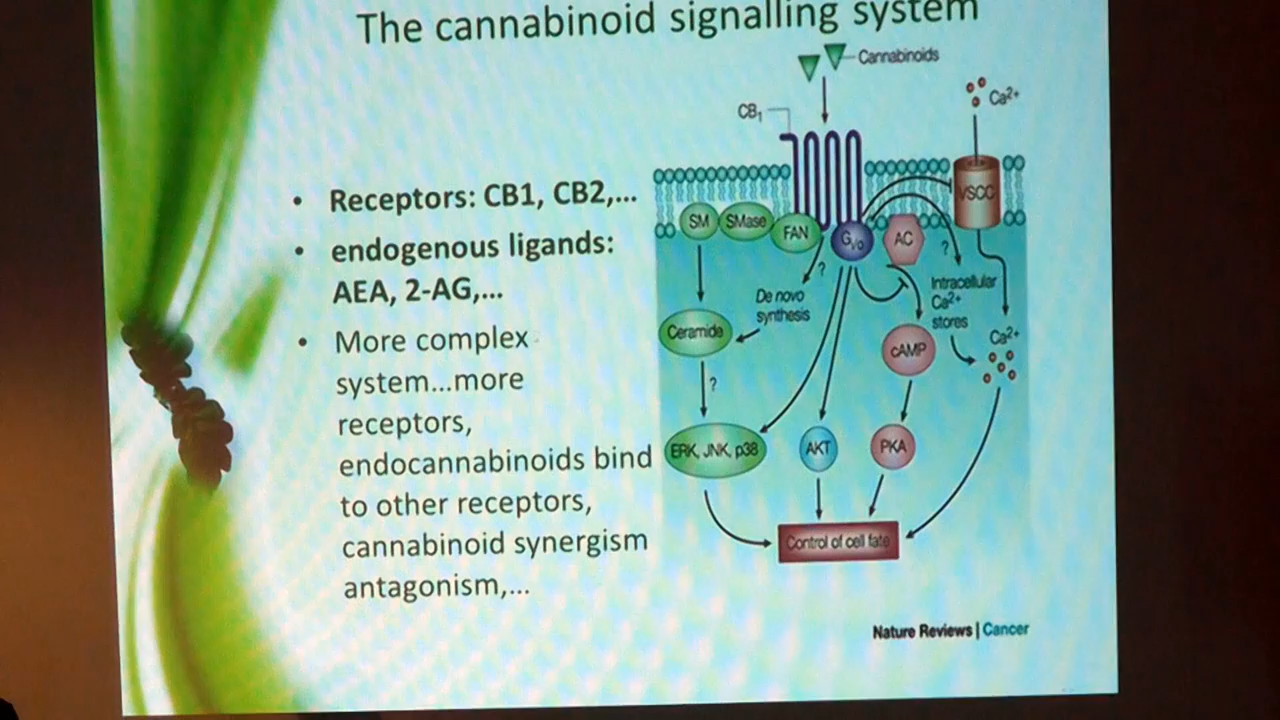 The cannabinoid signalling system
• Receptors: CB1, CB2,...
• endogenous ligands:
AEA, 2-AG,...
• More complex
system...more
receptors,
endocannabinoids bind
to other receptors,
cannabinoid synergism
antagonism,...
Cannabinoids
CB₁
Ca²⁺
VSCC
SM
SMase
FAN
Gi/o
AC
?
?
De novo
synthesis
Intracellular
Ca²⁺
stores
Ceramide
cAMP
Ca²⁺
?
ERK, JNK, p38
AKT
PKA
Control of cell fate
Nature Reviews | Cancer